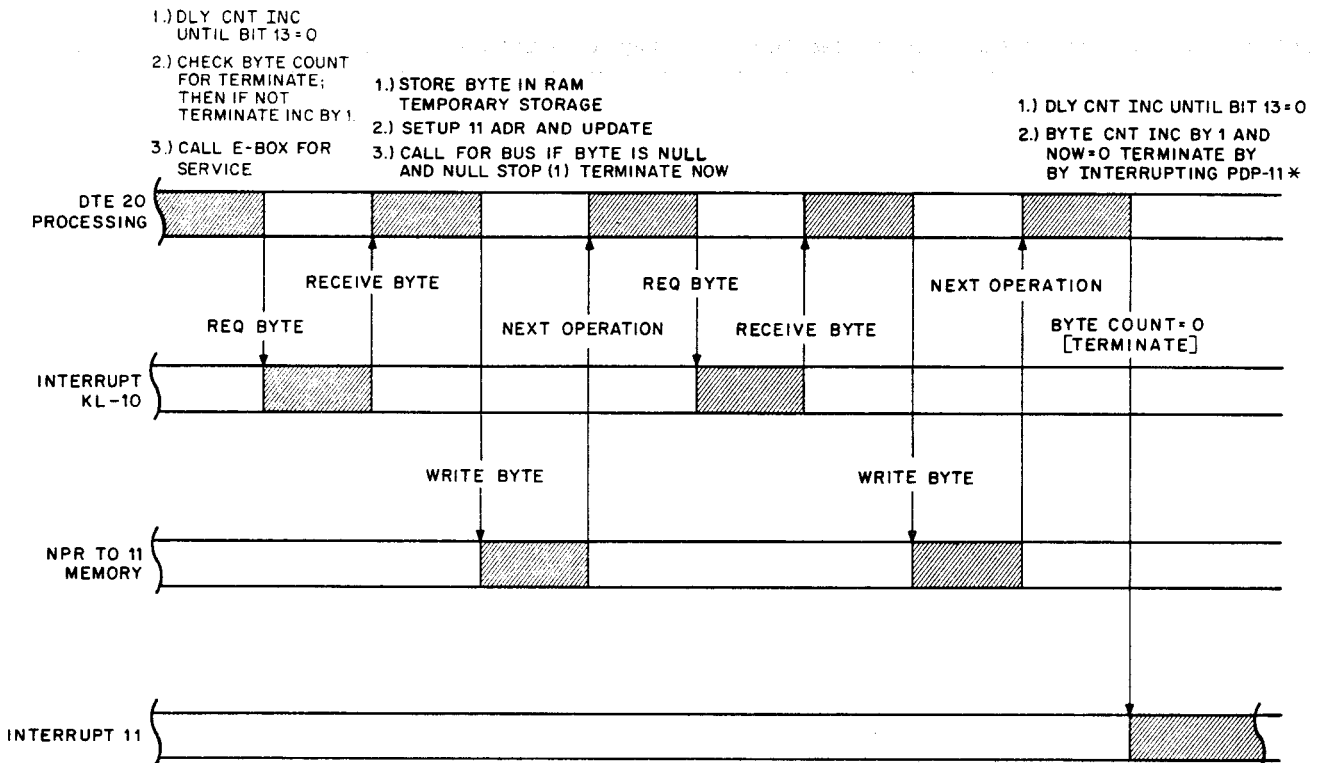 1.) DLY CNT INC
UNTIL BIT 13=0
2.) CHECK BYTE COUNT
FOR TERMINATE;
THEN IF NOT
TERMINATE INC BY 1.
3.) CALL E-BOX FOR
SERVICE
1.) STORE BYTE IN RAM
TEMPORARY STORAGE
2.) SETUP 11 ADR AND UPDATE
3.) CALL FOR BUS IF BYTE IS NULL
AND NULL STOP (1) TERMINATE NOW
1.) DLY CNT INC UNTIL BIT 13=0
2.) BYTE CNT INC BY 1 AND
NOW=0 TERMINATE BY
BY INTERRUPTING PDP-11 *
DTE 20
PROCESSING
RECEIVE BYTE
REQ BYTE
NEXT OPERATION
REQ BYTE
NEXT OPERATION
RECEIVE BYTE
BYTE COUNT=0
[TERMINATE]
INTERRUPT
KL-10
WRITE BYTE
WRITE BYTE
NPR TO 11
MEMORY
INTERRUPT 11